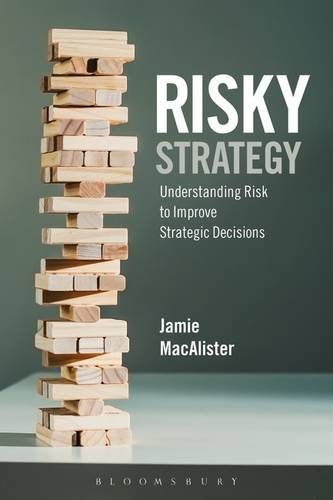 RISKY
STRATEGY
Understanding Risk
to Improve
Strategic Decisions
Jamie
MacAlister
BLOOMSBURY